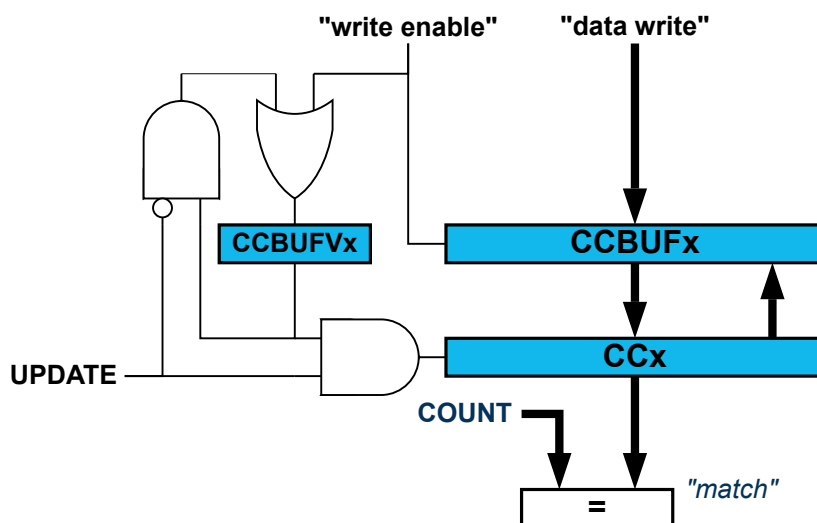 "write enable"
"data write"
CCBUFVx
CCBUFx
UPDATE
CCx
COUNT
"match"
=